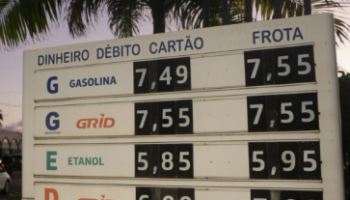 DINHEIRO DÉBITO CARTÃO FROTA
G GASOLINA 7,49 7,55
G GRID 7,55 7,55
E ETANOL 5,85 5,95